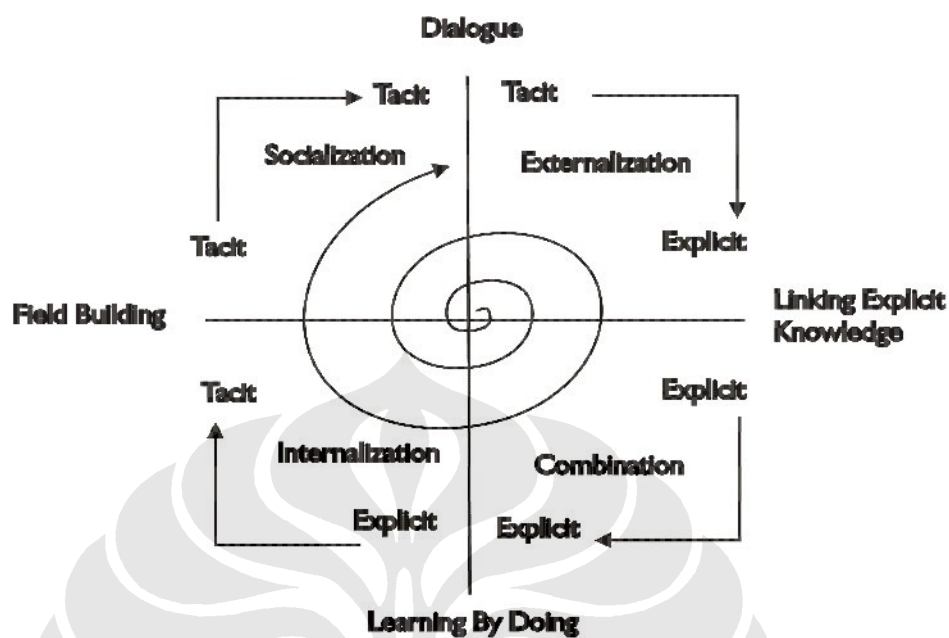 Dialogue
Tacit
Tacit
Socialization
Externalization
Tacit
Explicit
Field Building
Linking Explicit
Knowledge
Tacit
Explicit
Internalization
Combination
Explicit
Explicit
Learning By Doing